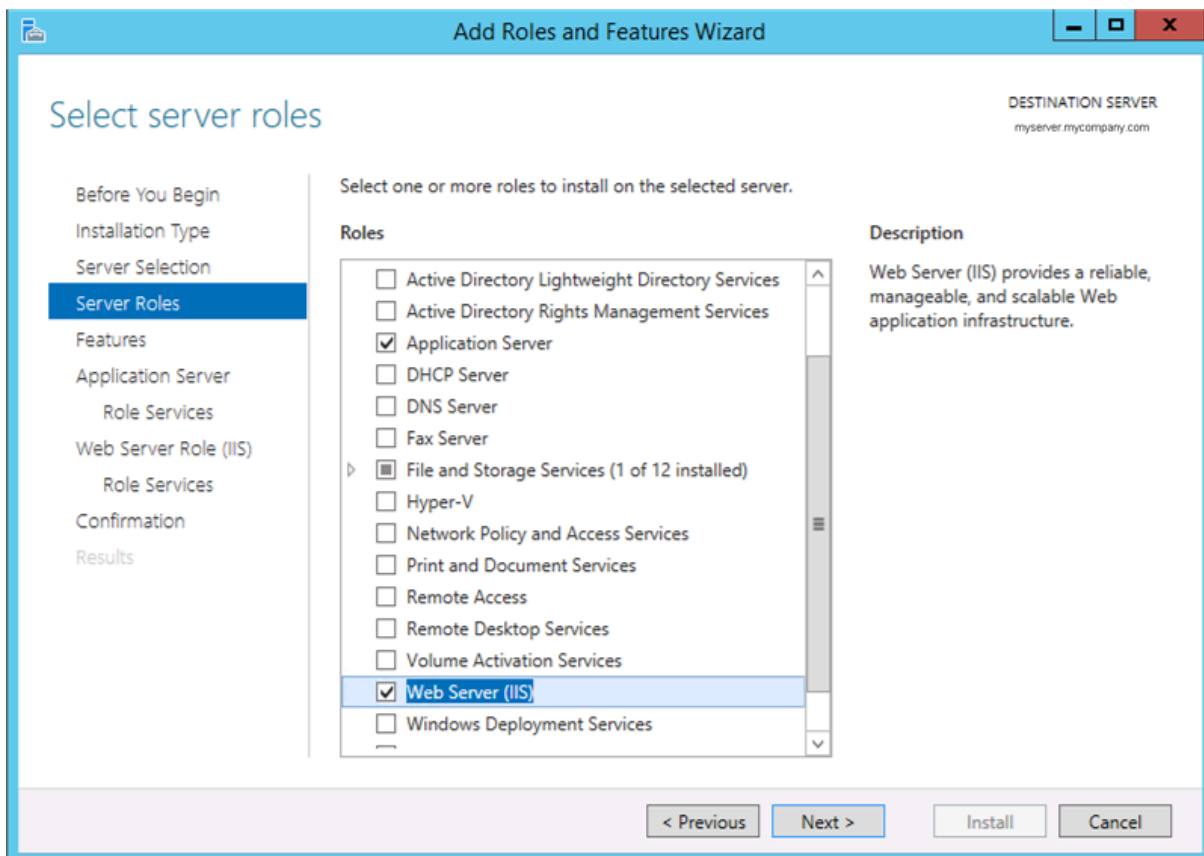 Add Roles and Features Wizard
Select server roles
DESTINATION SERVER
myserver.mycompany.com
Before You Begin
Installation Type
Server Selection
Server Roles
Features
Application Server
Role Services
Web Server Role (IIS)
Role Services
Confirmation
Results
Select one or more roles to install on the selected server.
Roles
Active Directory Lightweight Directory Services
Active Directory Rights Management Services
Application Server
DHCP Server
DNS Server
Fax Server
File and Storage Services (1 of 12 installed)
Hyper-V
Network Policy and Access Services
Print and Document Services
Remote Access
Remote Desktop Services
Volume Activation Services
Web Server (IIS)
Windows Deployment Services
Description
Web Server (IIS) provides a reliable,
manageable, and scalable Web
application infrastructure.
< Previous
Next >
Install
Cancel